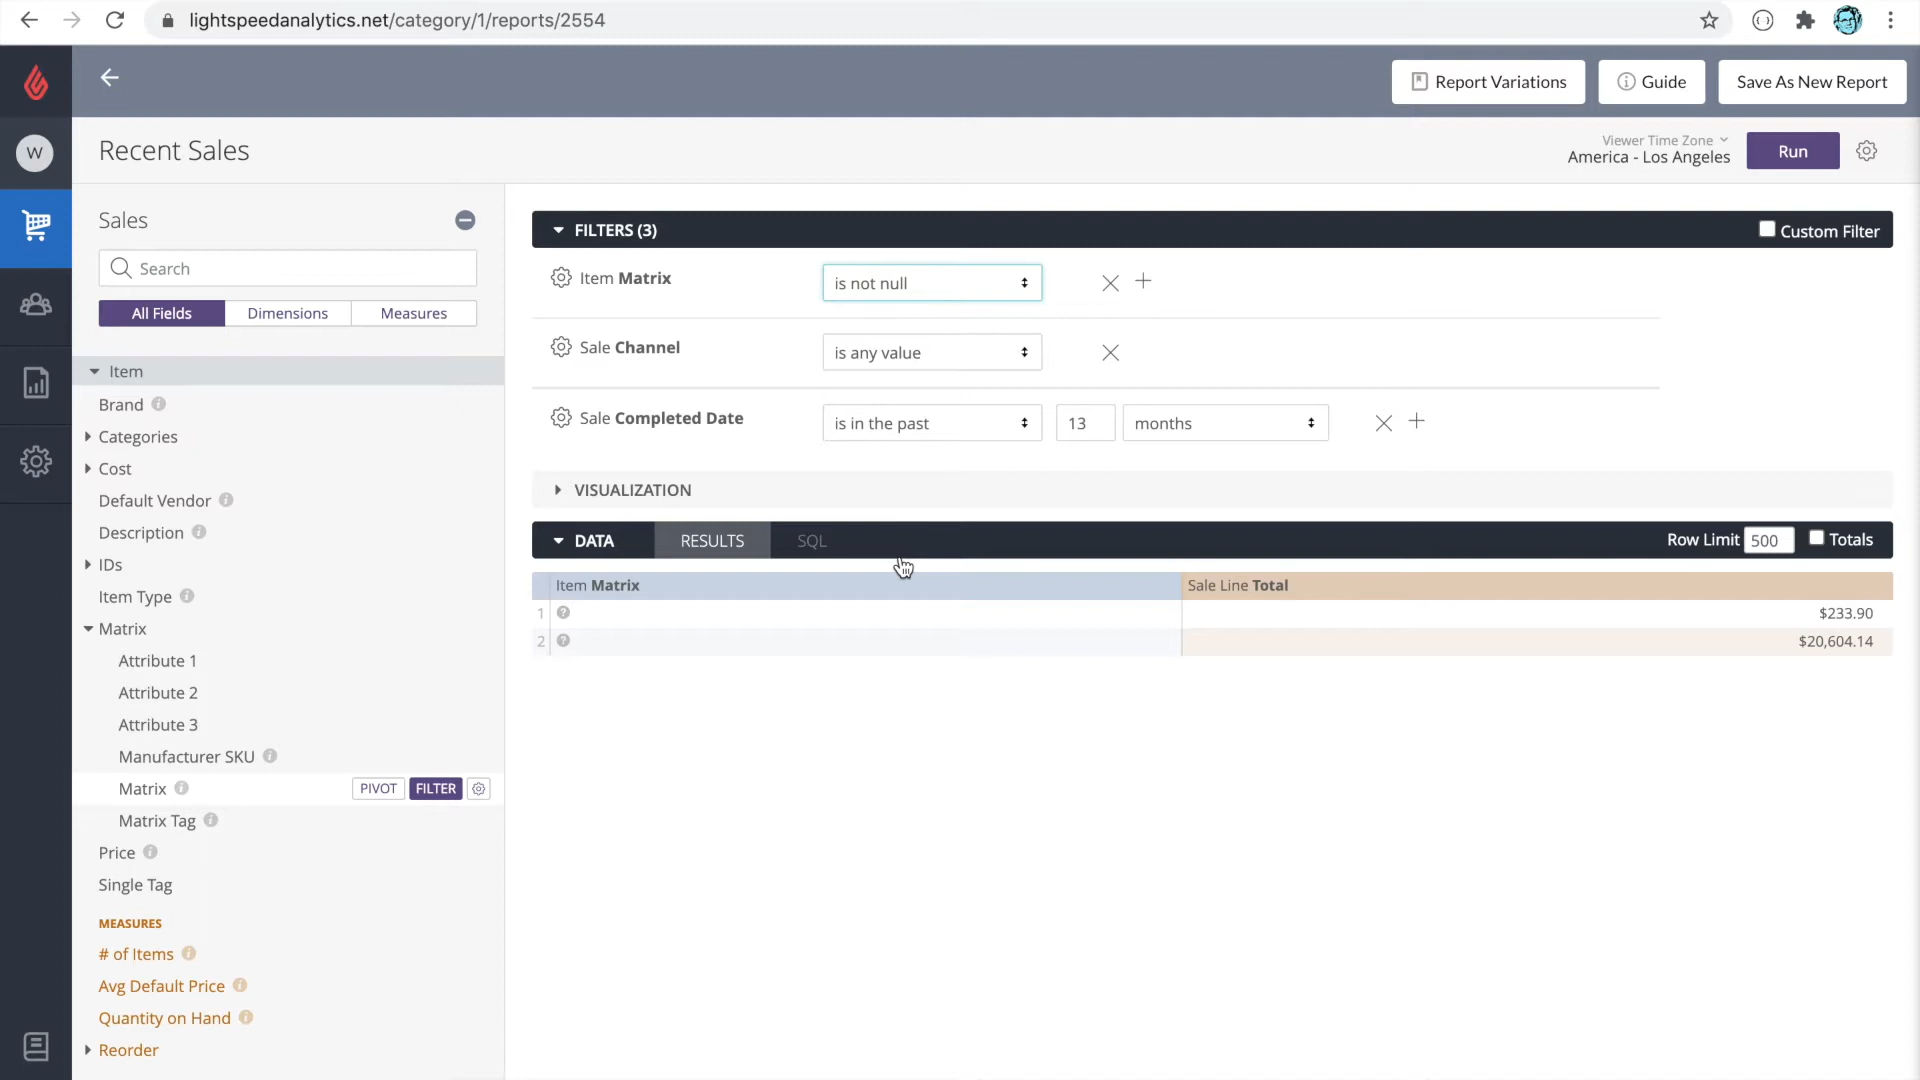 lightspeedanalytics.net/category/1/reports/2554
Report Variations
Guide
Save As New Report
W
Recent Sales
Viewer Time Zone
America - Los Angeles
Run
Sales
Search
All Fields
Dimensions
Measures
Item
Brand
Categories
Cost
Default Vendor
Description
IDs
Item Type
Matrix
Attribute 1
Attribute 2
Attribute 3
Manufacturer SKU
Matrix
PIVOT
FILTER
Matrix Tag
Price
Single Tag
MEASURES
# of Items
Avg Default Price
Quantity on Hand
Reorder
FILTERS (3)
Custom Filter
Item Matrix
is not null
Sale Channel
is any value
Sale Completed Date
is in the past
13
months
VISUALIZATION
DATA
RESULTS
SQL
Row Limit
500
Totals
Item Matrix
Sale Line Total
1
$233.90
2
$20,604.14